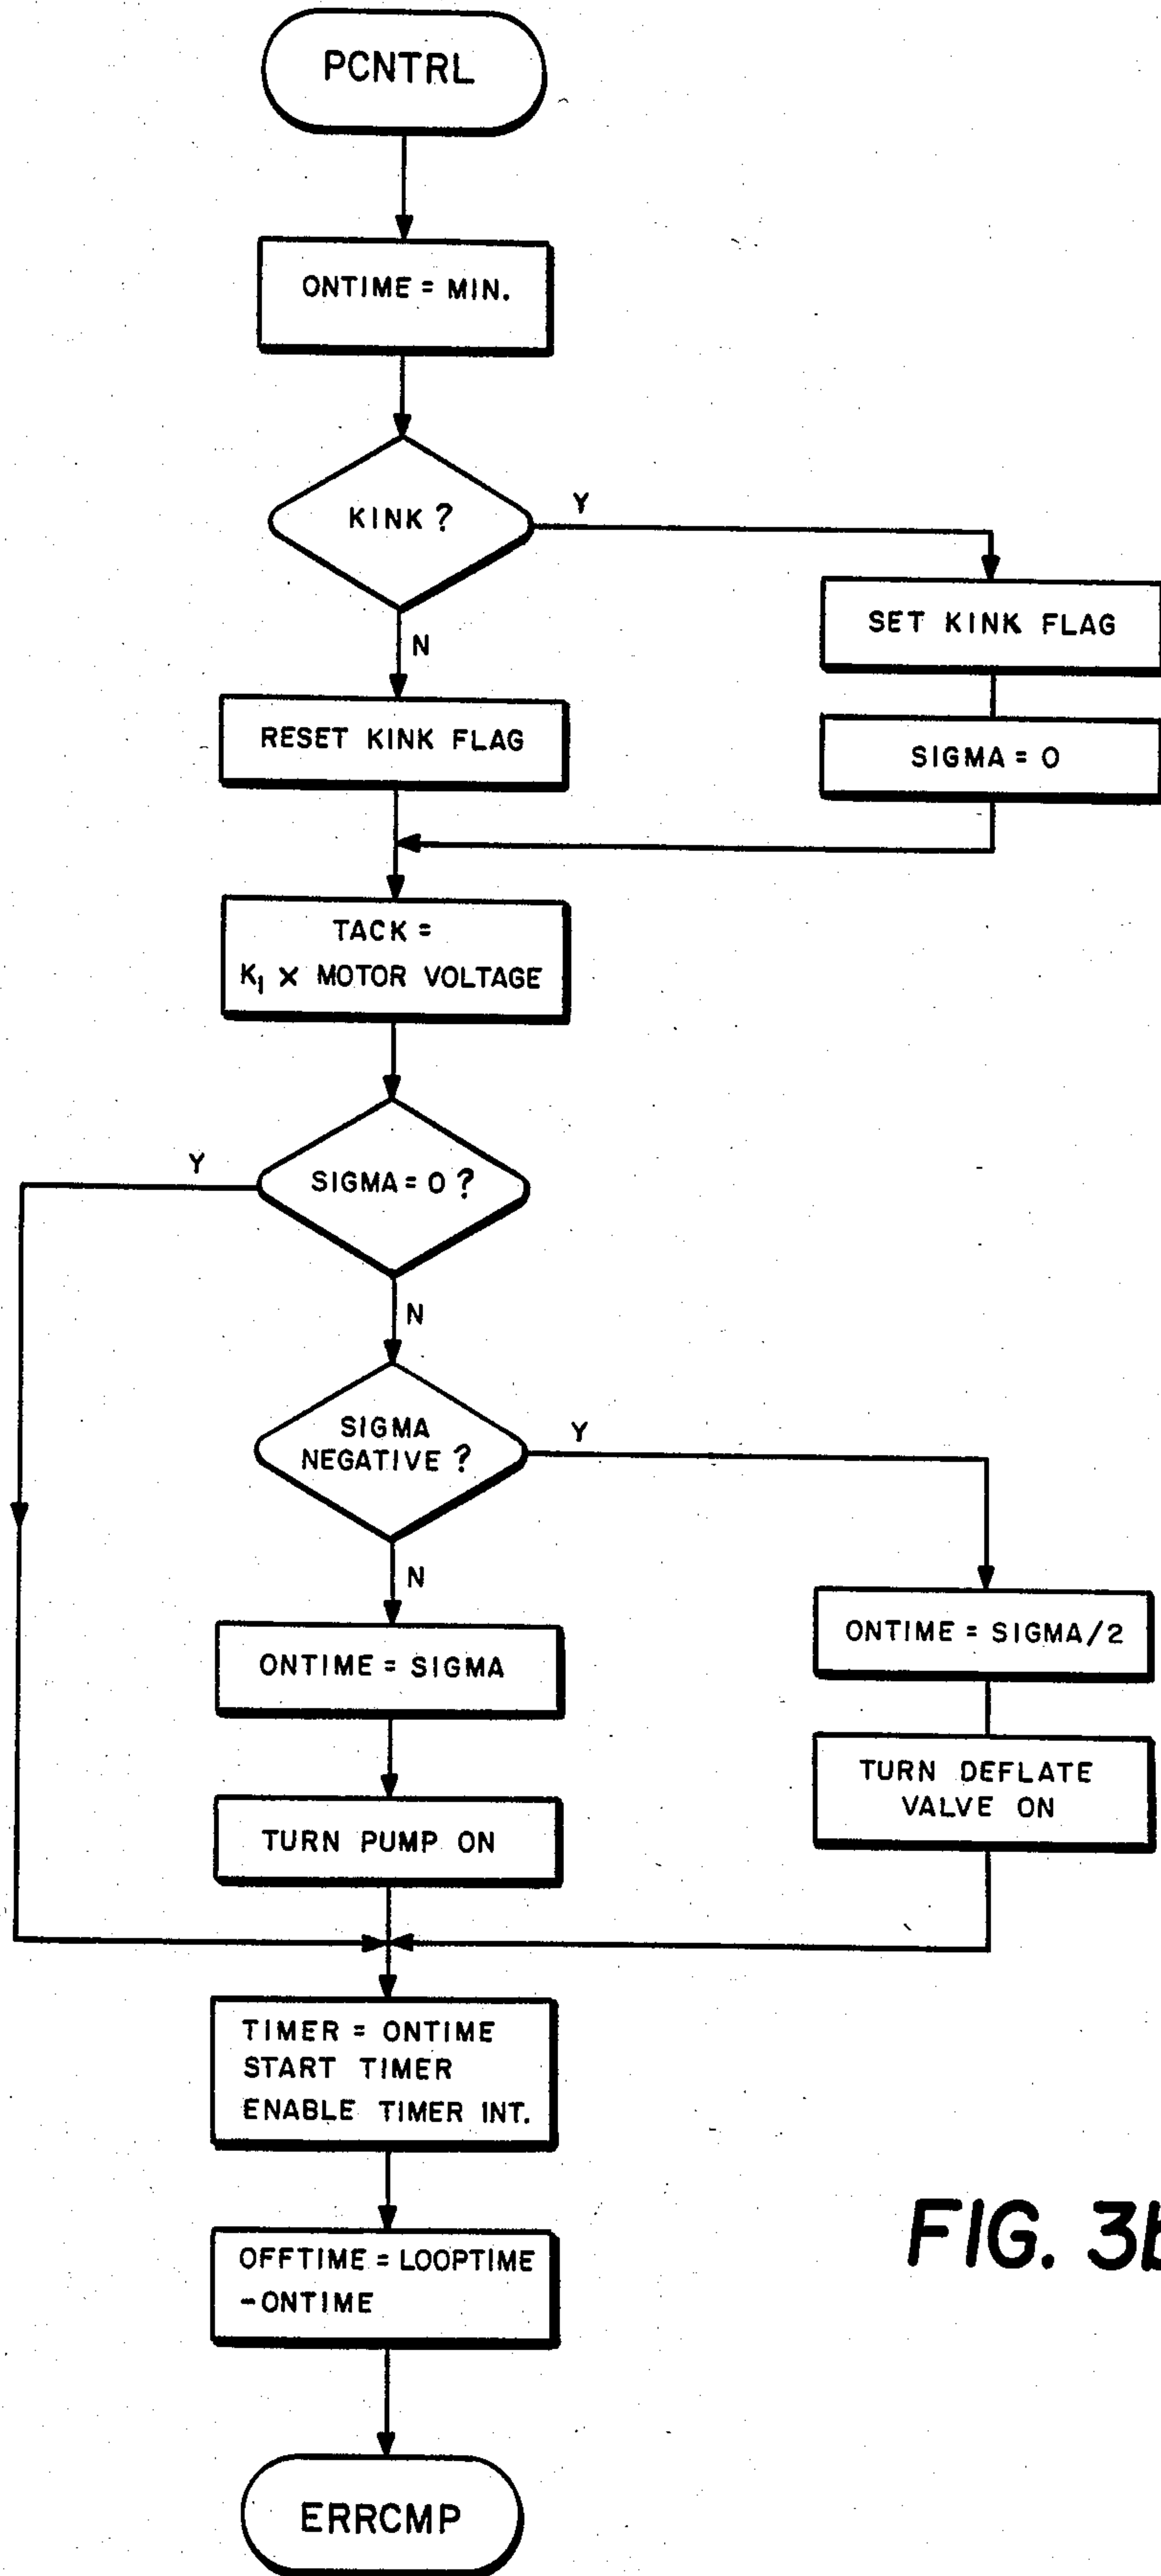 PCNTRL
ONTIME = MIN.
KINK ?
Y
N
SET KINK FLAG
RESET KINK FLAG
SIGMA = 0
TACK =
K₁ × MOTOR VOLTAGE
SIGMA = 0 ?
Y
N
SIGMA
NEGATIVE ?
Y
N
ONTIME = SIGMA
ONTIME = SIGMA/2
TURN DEFLATE
VALVE ON
TURN PUMP ON
TIMER = ONTIME
START TIMER
ENABLE TIMER INT.
OFFTIME = LOOPTIME
-ONTIME
FIG. 3b
ERRCMP